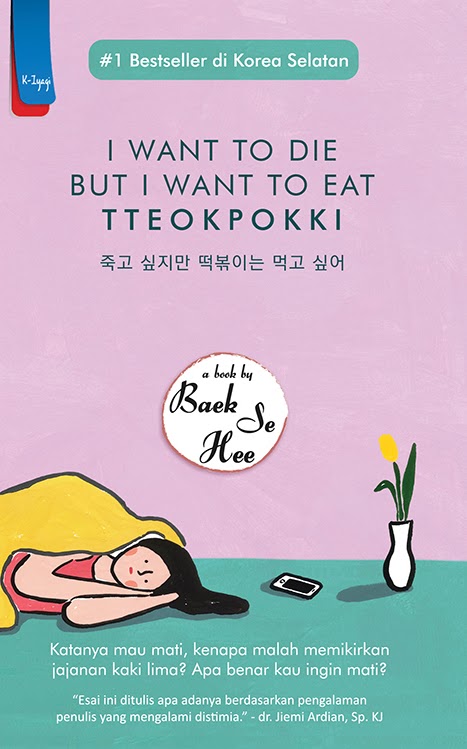 K-Iyagi
#1 Bestseller di Korea Selatan
I WANT TO DIE
BUT I WANT TO EAT
TTEOKPOKKI
죽고 싶지만 떡볶이는 먹고 싶어
a book by
Baek
Se
Hee
Katanya mau mati, kenapa malah memikirkan
jajanan kaki lima? Apa benar kau ingin mati?
“Esai ini ditulis apa adanya berdasarkan pengalaman
penulis yang mengalami distimia.” - dr. Jiemi Ardian, Sp. KJ